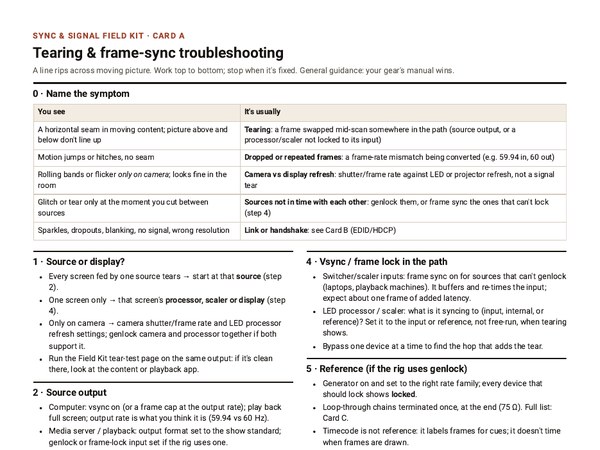 SYNC & SIGNAL FIELD KIT · CARD A
Tearing & frame-sync troubleshooting
A line rips across moving picture. Work top to bottom; stop when it's fixed. General guidance: your gear's manual wins.
0 · Name the symptom
You see
It's usually
A horizontal seam in moving content; picture above and
below don't line up
Tearing: a frame swapped mid-scan somewhere in the path (source output, or a
processor/scaler not locked to its input)
Motion jumps or hitches, no seam
Dropped or repeated frames: a frame-rate mismatch being converted (e.g. 59.94 in, 60 out)
Rolling bands or flicker only on camera; looks fine in the
room
Camera vs display refresh: shutter/frame rate against LED or projector refresh, not a signal
tear
Glitch or tear only at the moment you cut between
sources
Sources not in time with each other: genlock them, or frame sync the ones that can't lock
(step 4)
Sparkles, dropouts, blanking, no signal, wrong resolution
Link or handshake: see Card B (EDID/HDCP)
1 · Source or display?
• Every screen fed by one source tears → start at that source (step
2).
• One screen only → that screen's processor, scaler or display (step
4).
• Only on camera → camera shutter/frame rate and LED processor
refresh settings; genlock camera and processor together if both
support it.
• Run the Field Kit tear-test page on the same output: if it's clean
there, look at the content or playback app.
2 · Source output
• Computer: vsync on (or a frame cap at the output rate); play back
full screen; output rate is what you think it is (59.94 vs 60 Hz).
• Media server / playback: output format set to the show standard;
genlock or frame-lock input set if the rig uses one.
4 · Vsync / frame lock in the path
• Switcher/scaler inputs: frame sync on for sources that can't genlock
(laptops, playback machines). It buffers and re-times the input;
expect about one frame of added latency.
• LED processor / scaler: what is it syncing to (input, internal, or
reference)? Set it to the input or reference, not free-run, when tearing
shows.
• Bypass one device at a time to find the hop that adds the tear.
5 · Reference (if the rig uses genlock)
• Generator on and set to the right rate family; every device that
should lock shows locked.
• Loop-through chains terminated once, at the end (75 Ω). Full list:
Card C.
• Timecode is not reference: it labels frames for cues; it doesn't time
when frames are drawn.